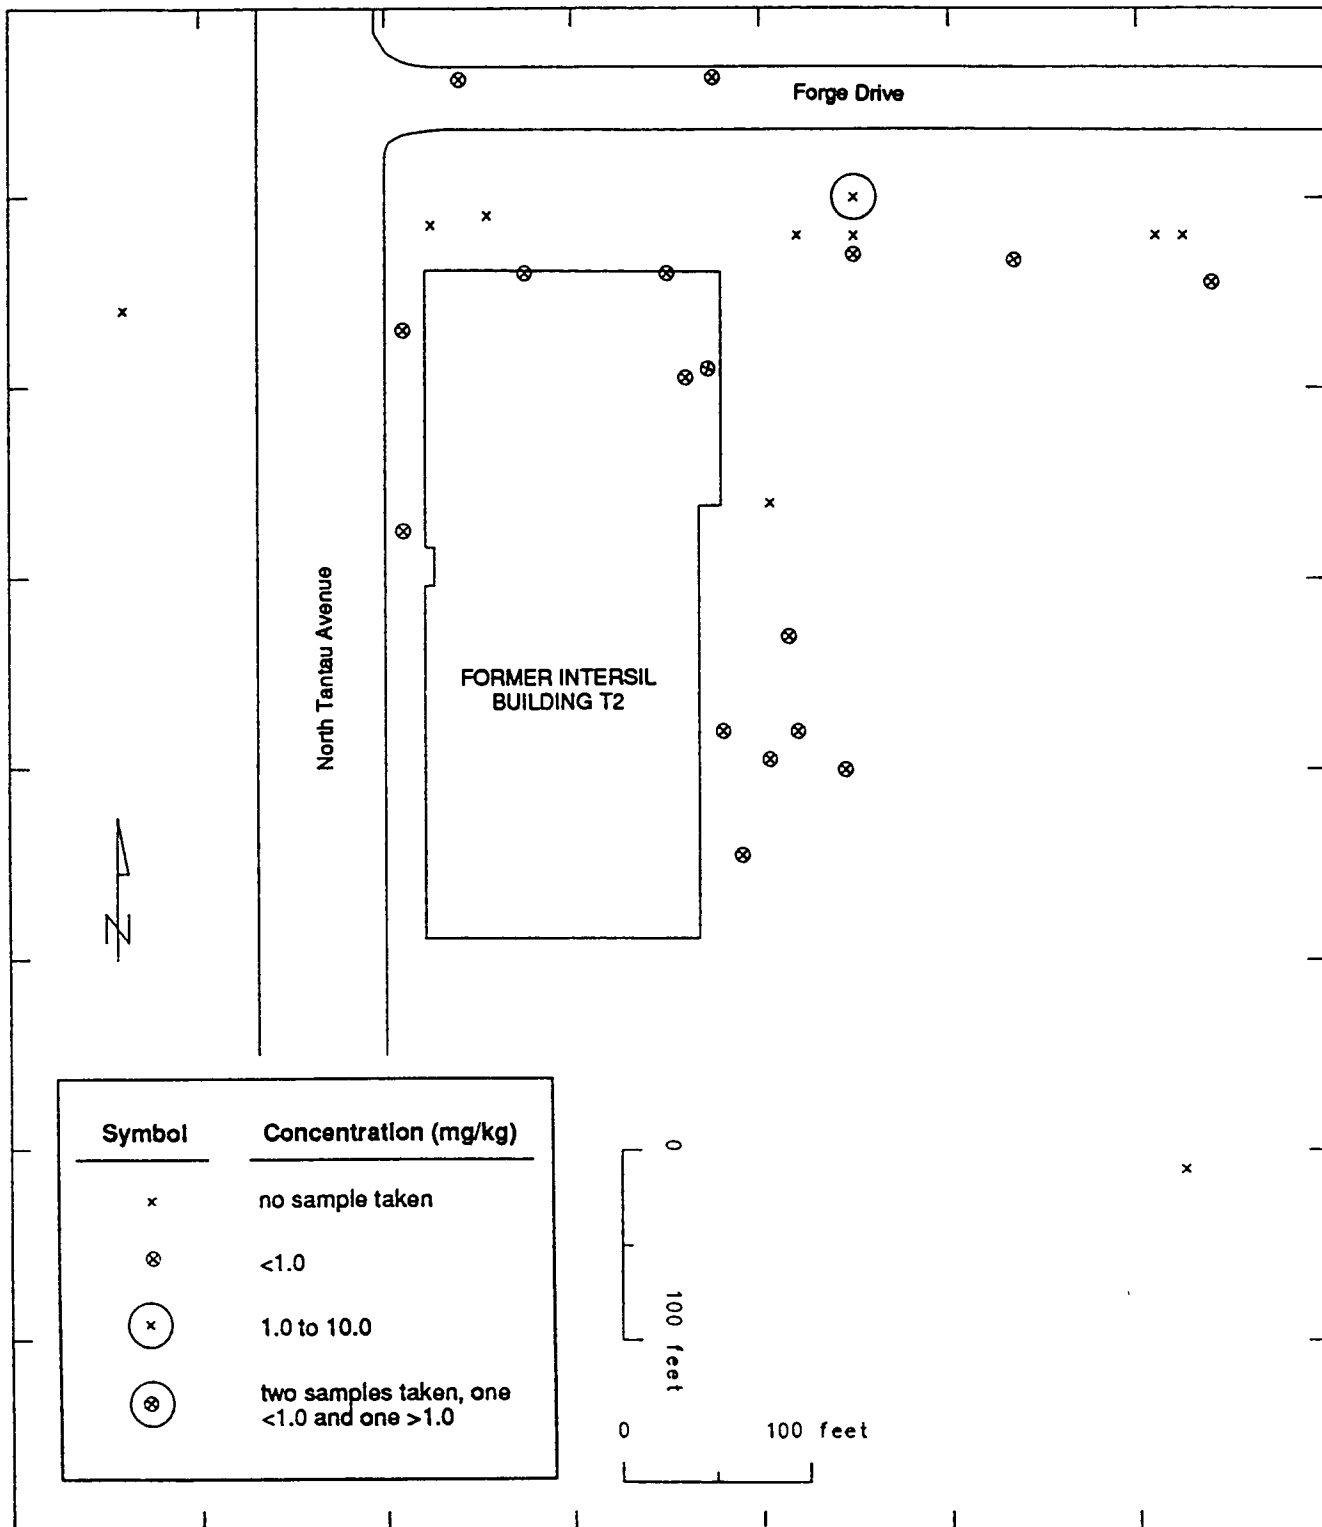 Forge Drive
North Tantau Avenue
FORMER INTERSIL
BUILDING T2
N
Symbol Concentration (mg/kg)
no sample taken
<1.0
1.0 to 10.0
two samples taken, one
<1.0 and one >1.0
0
100 feet
0 100 feet